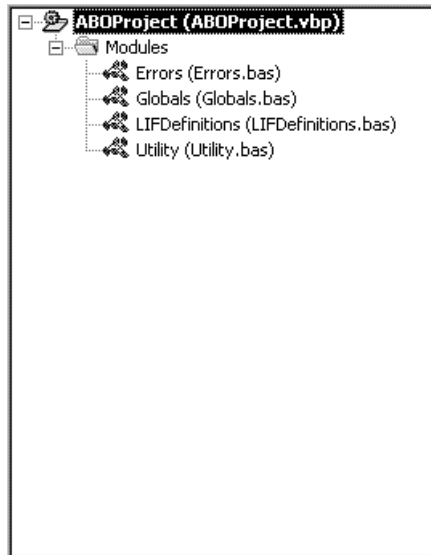 ABOProject (ABOProject.vbp)
Modules
Errors (Errors.bas)
Globals (Globals.bas)
LIFDefinitions (LIFDefinitions.bas)
Utility (Utility.bas)